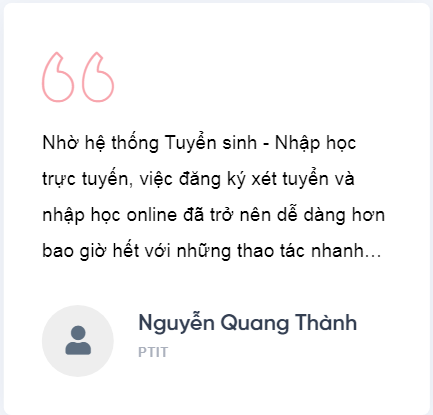 Nhờ hệ thống Tuyển sinh - Nhập học
trực tuyến, việc đăng ký xét tuyển và
nhập học online đã trở nên dễ dàng hơn
bao giờ hết với những thao tác nhanh...
Nguyễn Quang Thành
PTIT